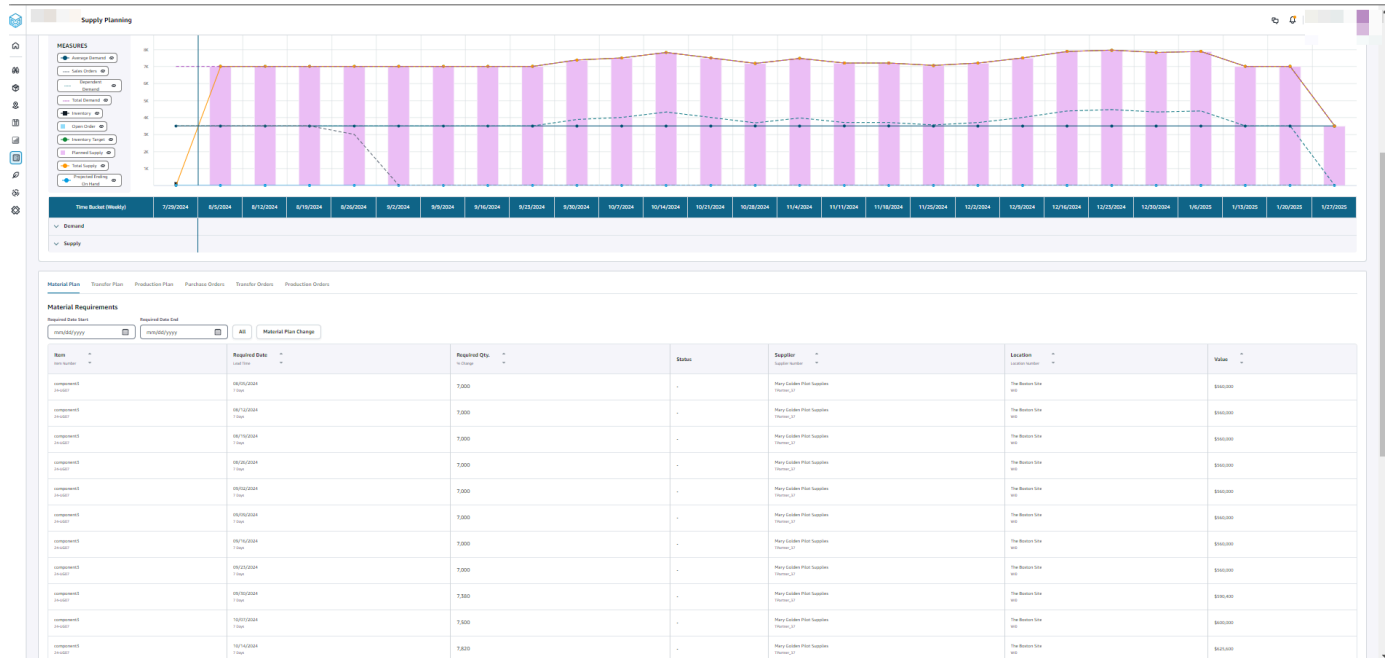 Supply Planning
MEASURES
Average Demand
Sales Orders
Dependent
Demand
Total Demand
Inventory
Open Order
Inventory Target
Planned Supply
Total Supply
Projected Ending
On Hand
8K
7K
6K
5K
4K
3K
2K
1K
Time Bucket (Weekly) 7/29/2024 8/5/2024 8/12/2024 8/19/2024 8/26/2024 9/2/2024 9/9/2024 9/16/2024 9/23/2024 9/30/2024 10/7/2024 10/14/2024 10/21/2024 10/28/2024 11/4/2024 11/11/2024 11/18/2024 11/25/2024 12/2/2024 12/9/2024 12/16/2024 12/23/2024 12/30/2024 1/6/2025 1/13/2025 1/20/2025 1/27/2025
Demand
Supply
Material Plan Transfer Plan Production Plan Purchase Orders Transfer Orders Production Orders
Material Requirements
Required Date Start Required Date End
mm/dd/yyyy mm/dd/yyyy All Material Plan Change
Item Required Date Required Qty. Status Supplier Location Value
Item Number Lead Time % Change Supplier Number Location Number
08/05/2024 7,000 - Mary Golden Pilot Supplies The Boston Site $560,000
7 Days
08/12/2024 7,000 - Mary Golden Pilot Supplies The Boston Site $560,000
7 Days
08/19/2024 7,000 - Mary Golden Pilot Supplies The Boston Site $560,000
7 Days
08/26/2024 7,000 - Mary Golden Pilot Supplies The Boston Site $560,000
7 Days
09/02/2024 7,000 - Mary Golden Pilot Supplies The Boston Site $560,000
7 Days
09/09/2024 7,000 - Mary Golden Pilot Supplies The Boston Site $560,000
7 Days
09/16/2024 7,000 - Mary Golden Pilot Supplies The Boston Site $560,000
7 Days
09/23/2024 7,000 - Mary Golden Pilot Supplies The Boston Site $560,000
7 Days
09/30/2024 7,380 - Mary Golden Pilot Supplies The Boston Site $590,400
7 Days
10/07/2024 7,500 - Mary Golden Pilot Supplies The Boston Site $600,000
7 Days
10/14/2024 7,820 - Mary Golden Pilot Supplies The Boston Site $625,600
7 Days